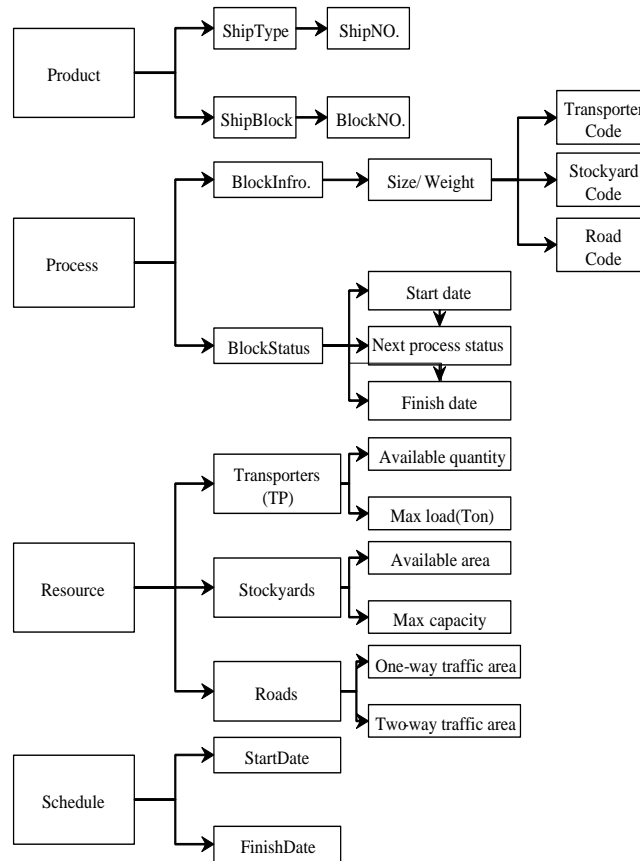 ShipType
ShipNO.
Product
ShipBlock
BlockNO.
Transporter
Code
BlockInfro.
Size/ Weight
Stockyard
Code
Road
Code
Process
Start date
BlockStatus
Next process status
Finish date
Transporters
(TP)
Available quantity
Max load(Ton)
Resource
Stockyards
Available area
Max capacity
Roads
One-way traffic area
Two-way traffic area
Schedule
StartDate
FinishDate